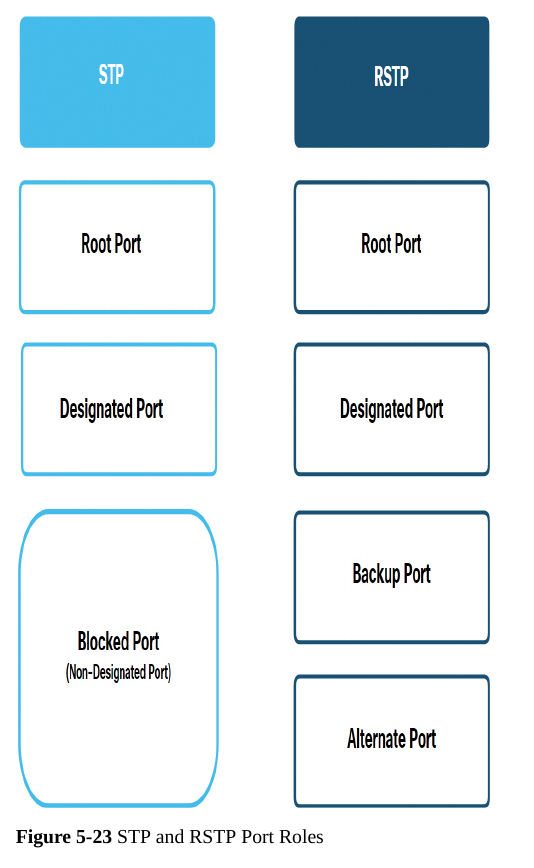 STP
RSTP
Root Port
Root Port
Designated Port
Designated Port
Blocked Port
(Non-Designated Port)
Backup Port
Alternate Port
Figure 5-23 STP and RSTP Port Roles